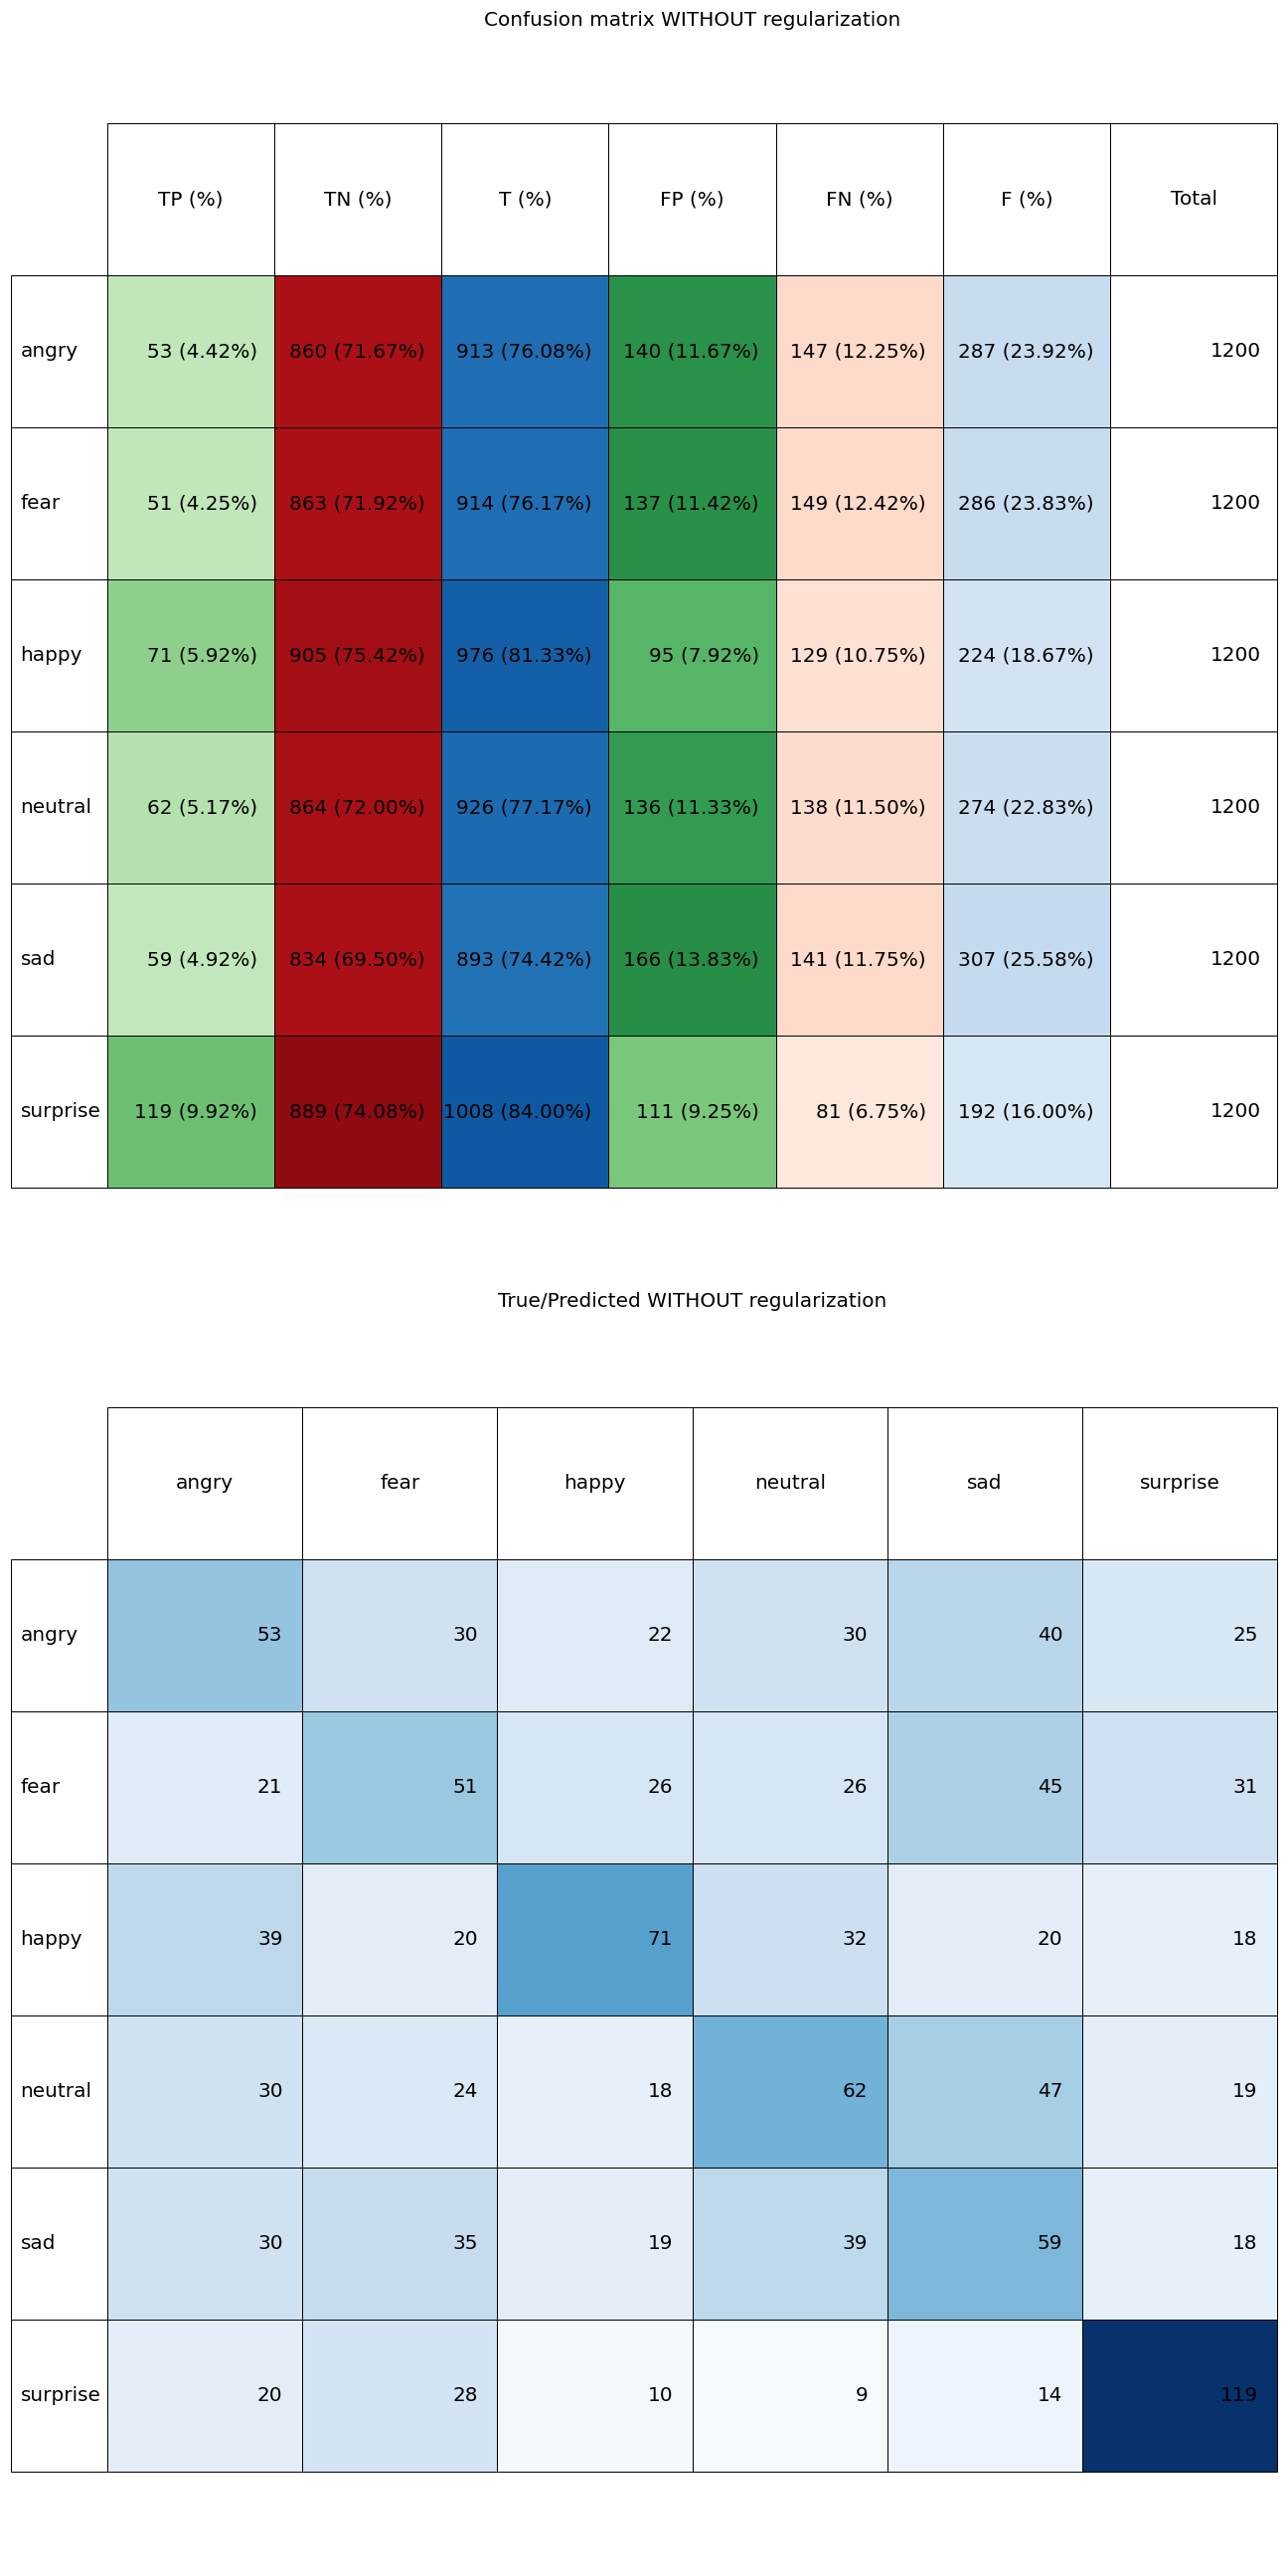 Confusion matrix WITHOUT regularization
TP (%) TN (%) T (%) FP (%) FN (%) F (%) Total
angry 53 (4.42%) 860 (71.67%) 913 (76.08%) 140 (11.67%) 147 (12.25%) 287 (23.92%) 1200
fear 51 (4.25%) 863 (71.92%) 914 (76.17%) 137 (11.42%) 149 (12.42%) 286 (23.83%) 1200
happy 71 (5.92%) 905 (75.42%) 976 (81.33%) 95 (7.92%) 129 (10.75%) 224 (18.67%) 1200
neutral 62 (5.17%) 864 (72.00%) 926 (77.17%) 136 (11.33%) 138 (11.50%) 274 (22.83%) 1200
sad 59 (4.92%) 834 (69.50%) 893 (74.42%) 166 (13.83%) 141 (11.75%) 307 (25.58%) 1200
surprise 119 (9.92%) 889 (74.08%) 1008 (84.00%) 111 (9.25%) 81 (6.75%) 192 (16.00%) 1200
True/Predicted WITHOUT regularization
angry fear happy neutral sad surprise
angry 53 30 22 30 40 25
fear 21 51 26 26 45 31
happy 39 20 71 32 20 18
neutral 30 24 18 62 47 19
sad 30 35 19 39 59 18
surprise 20 28 10 9 14 119